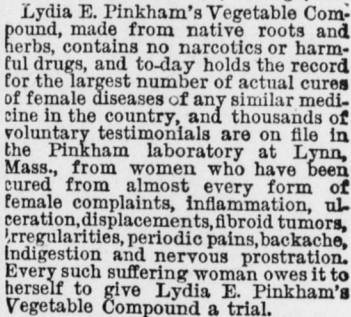 Lydia E. Pinkham's Vegetable Com-
pound, made from native roots and
herbs, contains no narcotics or harm-
ful drugs, and to-day holds the record
for the largest number of actual cures
of female diseases of any similar medi-
cine in the country, and thousands of
voluntary testimonials are on file in
the Pinkham laboratory at Lynn,
Mass., from women who have been
cured from almost every form of
female complaints, inflammation, ul-
ceration, displacements, fibroid tumors,
irregularities, periodic pains, backache,
indigestion and nervous prostration.
Every such suffering woman owes it to
herself to give Lydia E. Pinkham's
Vegetable Compound a trial.